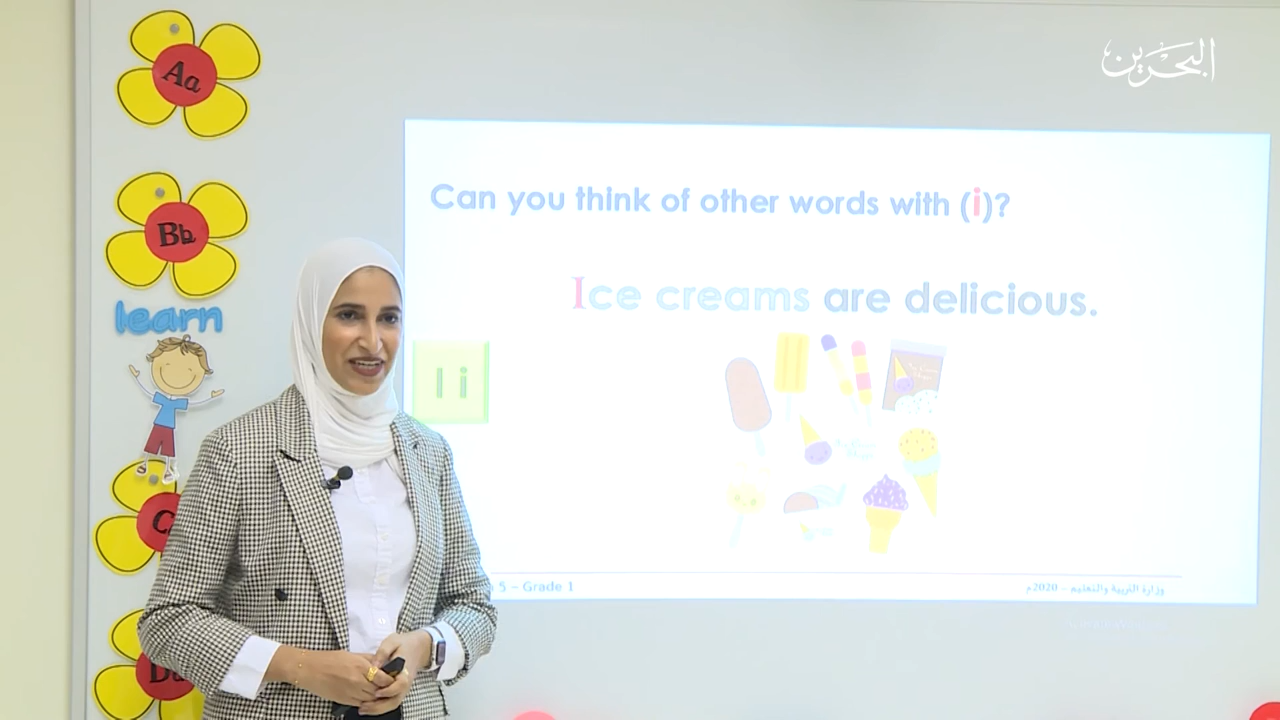 البحرين
Aa
Bb
learn
Can you think of other words with (i)?
Ice creams are delicious.
I i
5 – Grade 1
وزارة التربية والتعليم – 2020م